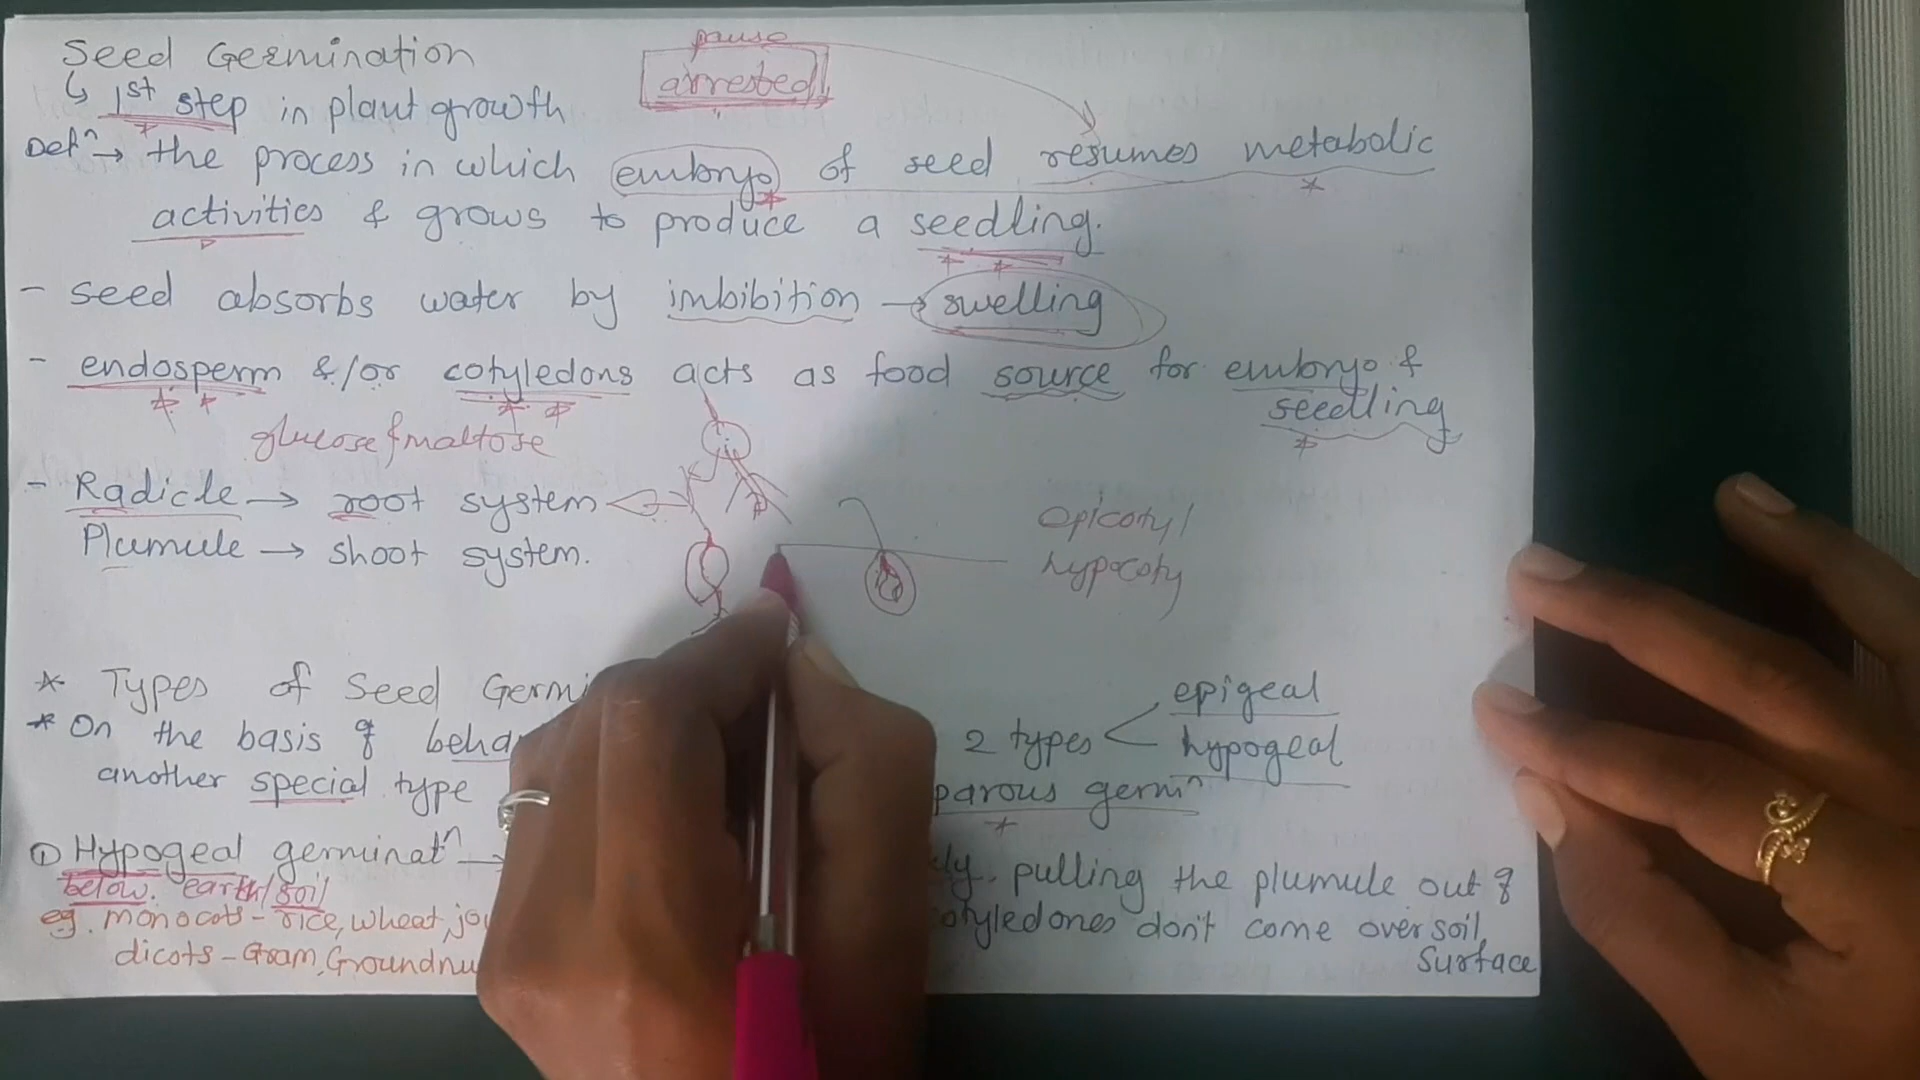 Seed Germination
pause
arrested
↳ 1st step in plant growth
Defn → the process in which embryo of seed resumes metabolic
activities & grows to produce a seedling.
- seed absorbs water by imbibition → swelling
- endosperm &/or cotyledons acts as food source for embryo &
seedling
glucose & maltose
- Radicle → root system
Plumule → shoot system.
epicotyl
hypocoty
* Types of Seed Germi
* On the basis of beha 2 types < epigeal
hypogeal
another special type parous germn
① Hypogeal germinatn → ly. pulling the plumule out of
below. earth/soil
eg. monocots - rice, wheat, jo otyledones don't come over soil
dicots - Gram, Groundnu surface